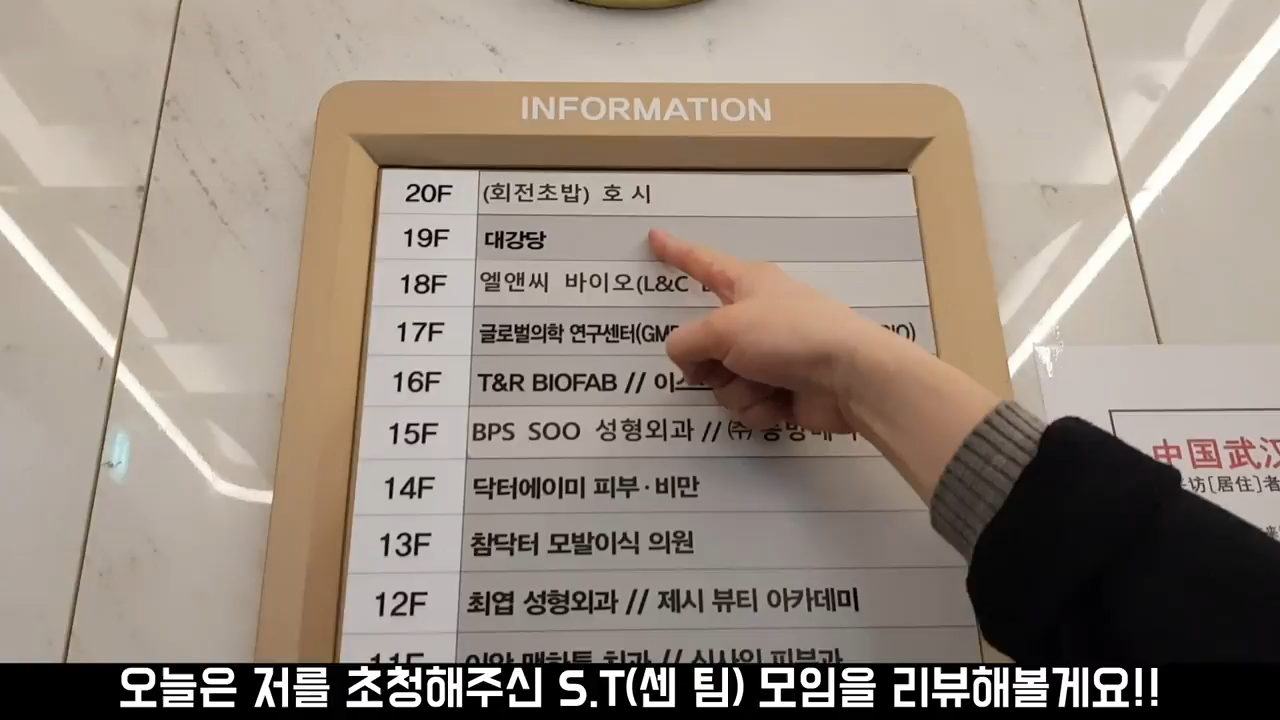 INFORMATION
20F (회전초밥) 호 시
19F 대강당
18F 엘앤씨 바이오(L&C
17F 글로벌의학 연구센터(GM
16F T&R BIOFAB //
15F BPS SOO 성형외과 // ㈜
14F 닥터에이미 피부·비만
13F 참닥터 모발이식 의원
12F 최엽 성형외과 // 제시 뷰티 아카데미
11F
中国武汉
访[居住]者
오늘은 저를 초청해주신 S.T(센 팀) 모임을 리뷰해볼게요!!